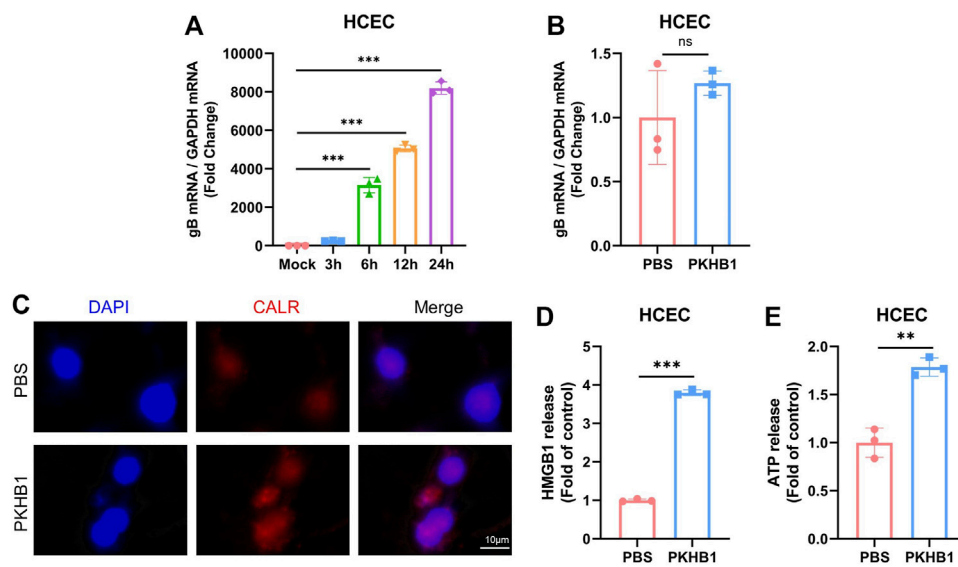 A
HCEC
gB mRNA / GAPDH mRNA
(Fold Change)
10000
8000
6000
4000
2000
0
***
***
***
Mock 3h 6h 12h 24h
B
HCEC
gB mRNA / GAPDH mRNA
(Fold Change)
1.5
1.0
0.5
0.0
ns
PBS PKHB1
C
DAPI CALR Merge
PBS
PKHB1
10μm
D
HCEC
HMGB1 release
(Fold of control)
5
4
3
2
1
0
***
PBS PKHB1
E
HCEC
ATP release
(Fold of control)
2.0
1.5
1.0
0.5
0.0
**
PBS PKHB1